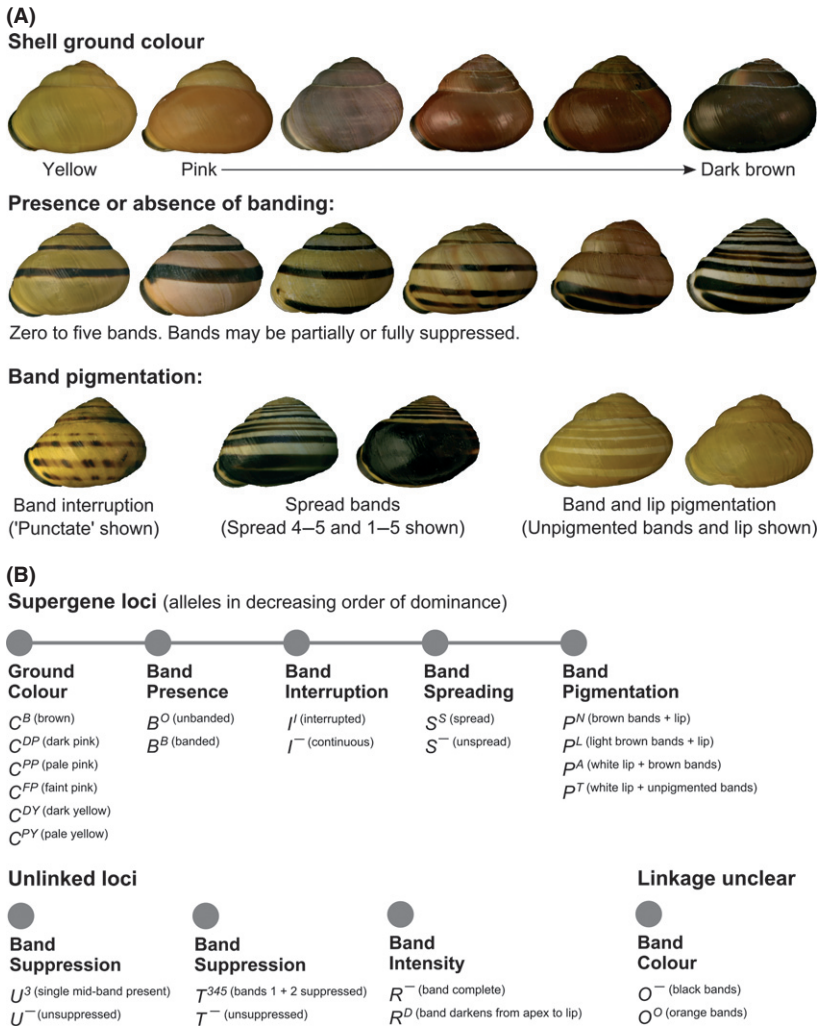 (A)
Shell ground colour
Yellow
Pink
Dark brown
Presence or absence of banding:
Zero to five bands. Bands may be partially or fully suppressed.
Band pigmentation:
Band interruption
('Punctate' shown)
Spread bands
(Spread 4–5 and 1–5 shown)
Band and lip pigmentation
(Unpigmented bands and lip shown)
(B)
Supergene loci (alleles in decreasing order of dominance)
Ground
Colour
C^B (brown)
C^DP (dark pink)
C^PP (pale pink)
C^FP (faint pink)
C^DY (dark yellow)
C^PY (pale yellow)
Band
Presence
B^O (unbanded)
B^B (banded)
Band
Interruption
I^I (interrupted)
I^— (continuous)
Band
Spreading
S^S (spread)
S^— (unspread)
Band
Pigmentation
P^N (brown bands + lip)
P^L (light brown bands + lip)
P^A (white lip + brown bands)
P^T (white lip + unpigmented bands)
Unlinked loci
Band
Suppression
U^3 (single mid-band present)
U^— (unsuppressed)
Band
Suppression
T^345 (bands 1 + 2 suppressed)
T^— (unsuppressed)
Band
Intensity
R^— (band complete)
R^D (band darkens from apex to lip)
Linkage unclear
Band
Colour
O^— (black bands)
O^O (orange bands)